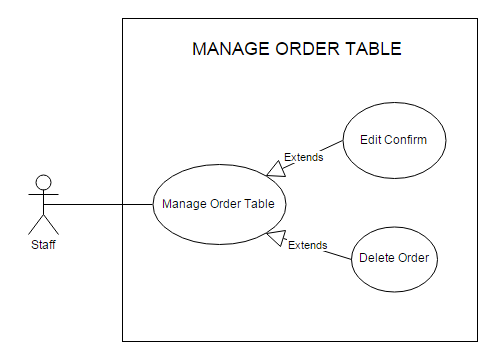 MANAGE ORDER TABLE
Edit Confirm
Extends
Manage Order Table
Staff
Extends
Delete Order